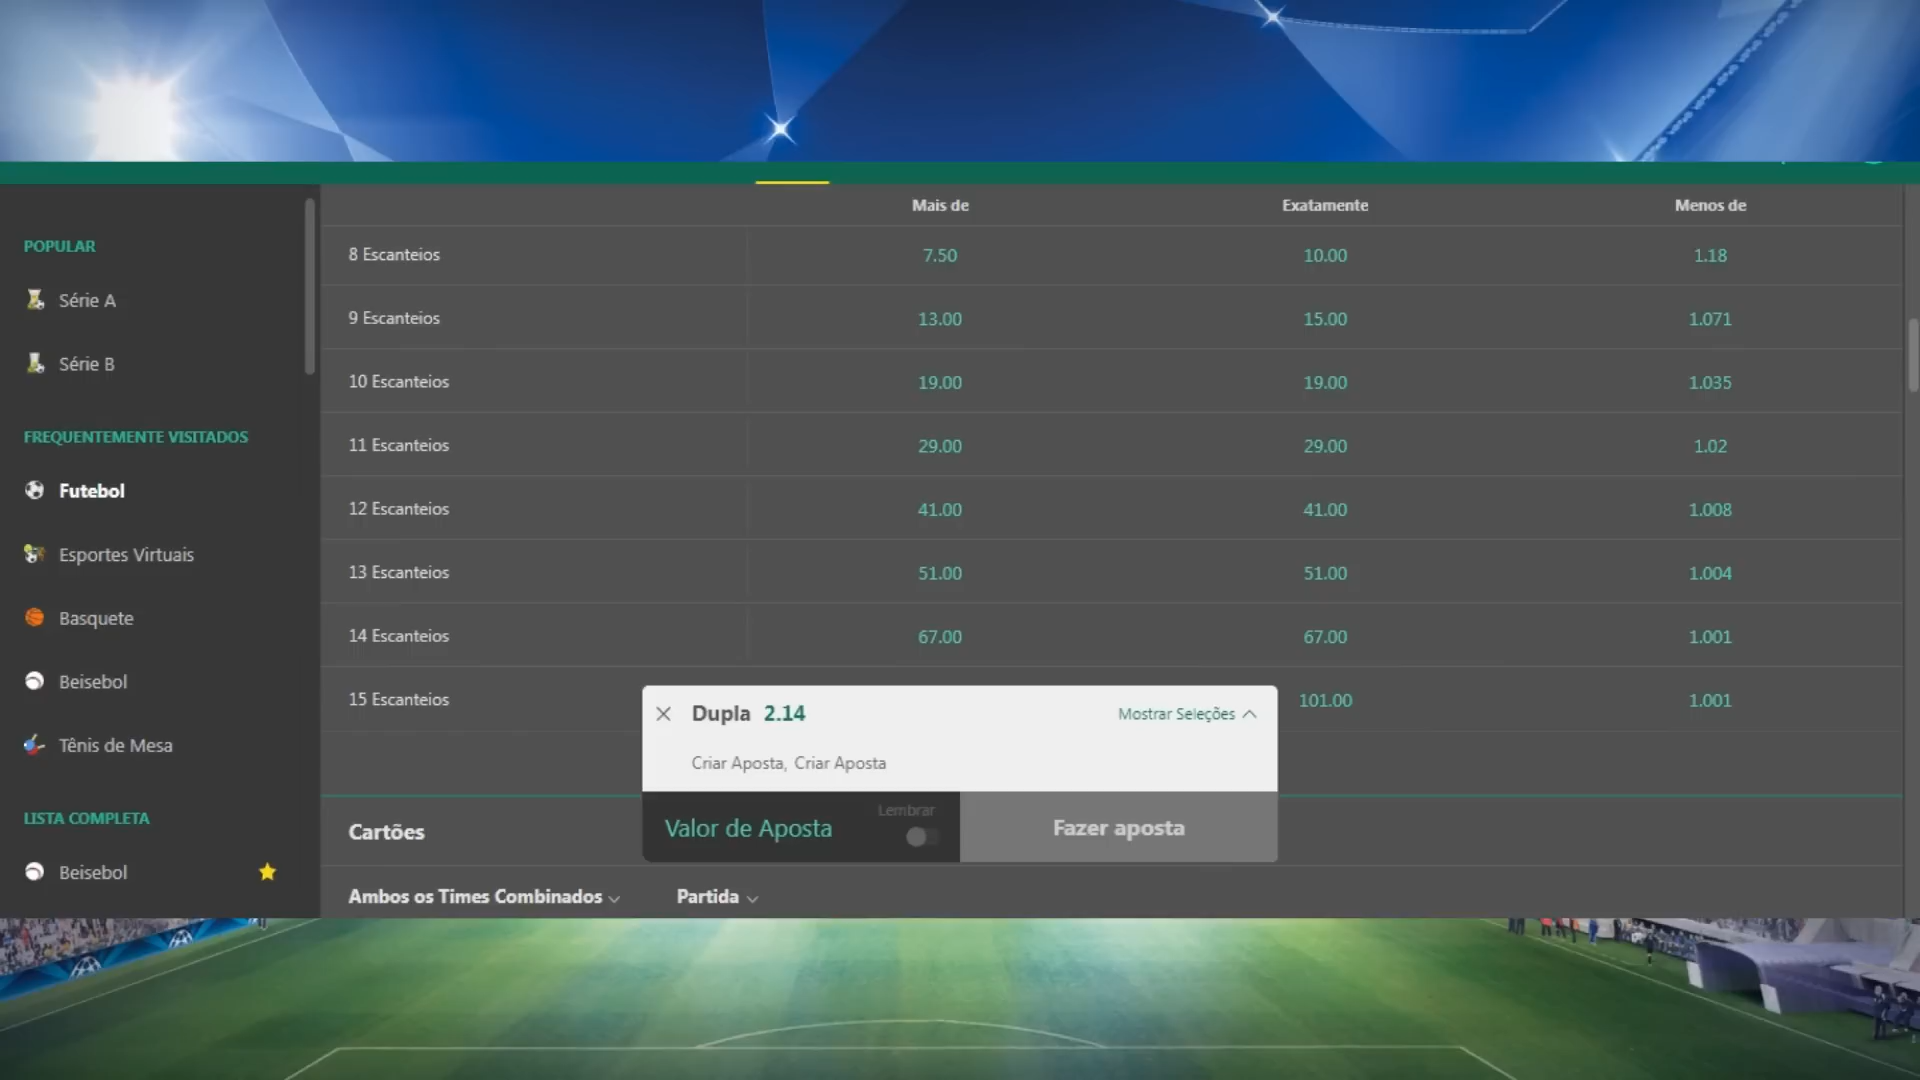 Mais de Exatamente Menos de
POPULAR
8 Escanteios 7.50 10.00 1.18
Série A
9 Escanteios 13.00 15.00 1.071
Série B
10 Escanteios 19.00 19.00 1.035
FREQUENTEMENTE VISITADOS
11 Escanteios 29.00 29.00 1.02
Futebol
12 Escanteios 41.00 41.00 1.008
Esportes Virtuais
13 Escanteios 51.00 51.00 1.004
Basquete
14 Escanteios 67.00 67.00 1.001
Beisebol
15 Escanteios 101.00 1.001
Dupla 2.14 Mostrar Seleções
Tênis de Mesa
Criar Aposta, Criar Aposta
LISTA COMPLETA
Cartões
Valor de Aposta Lembrar Fazer aposta
Beisebol
Ambos os Times Combinados Partida